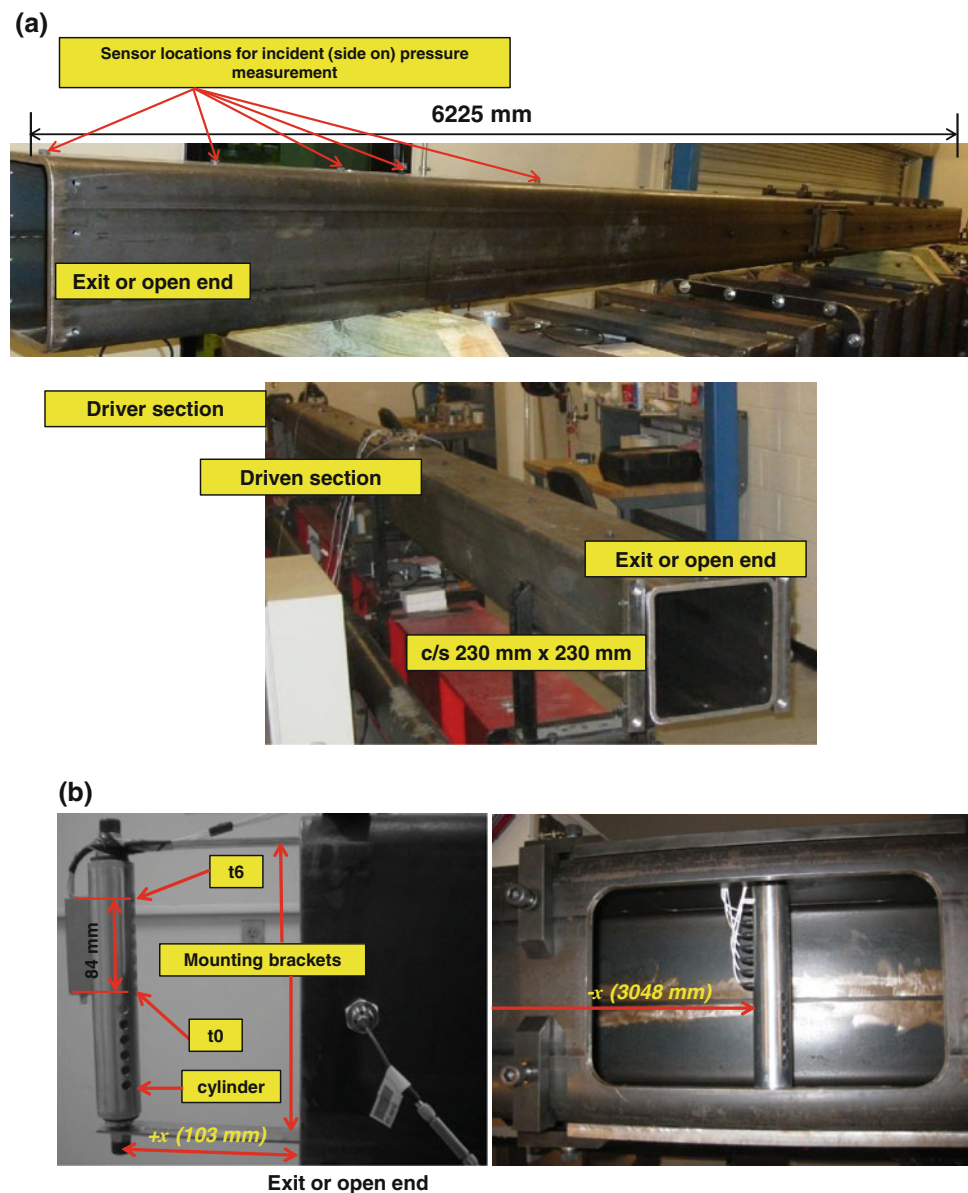 (a)
Sensor locations for incident (side on) pressure
measurement
6225 mm
Exit or open end
Driver section
Driven section
Exit or open end
c/s 230 mm x 230 mm
(b)
t6
84 mm
Mounting brackets
-x (3048 mm)
t0
cylinder
+x (103 mm)
Exit or open end